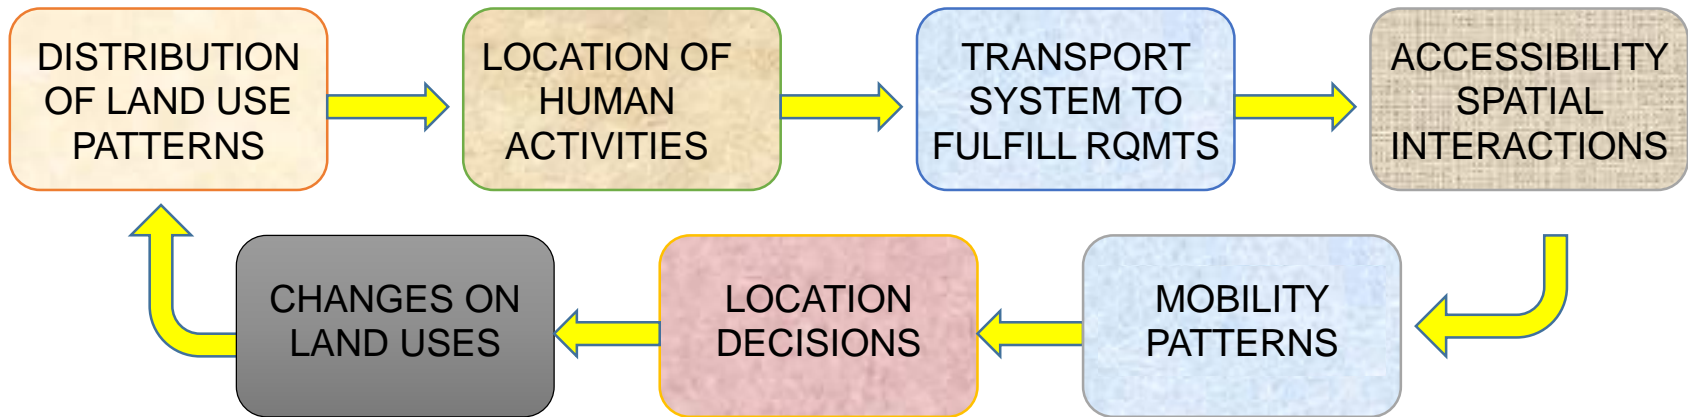 DISTRIBUTION
OF LAND USE
PATTERNS
LOCATION OF
HUMAN
ACTIVITIES
TRANSPORT
SYSTEM TO
FULFILL RQMTS
ACCESSIBILITY
SPATIAL
INTERACTIONS
MOBILITY
PATTERNS
LOCATION
DECISIONS
CHANGES ON
LAND USES